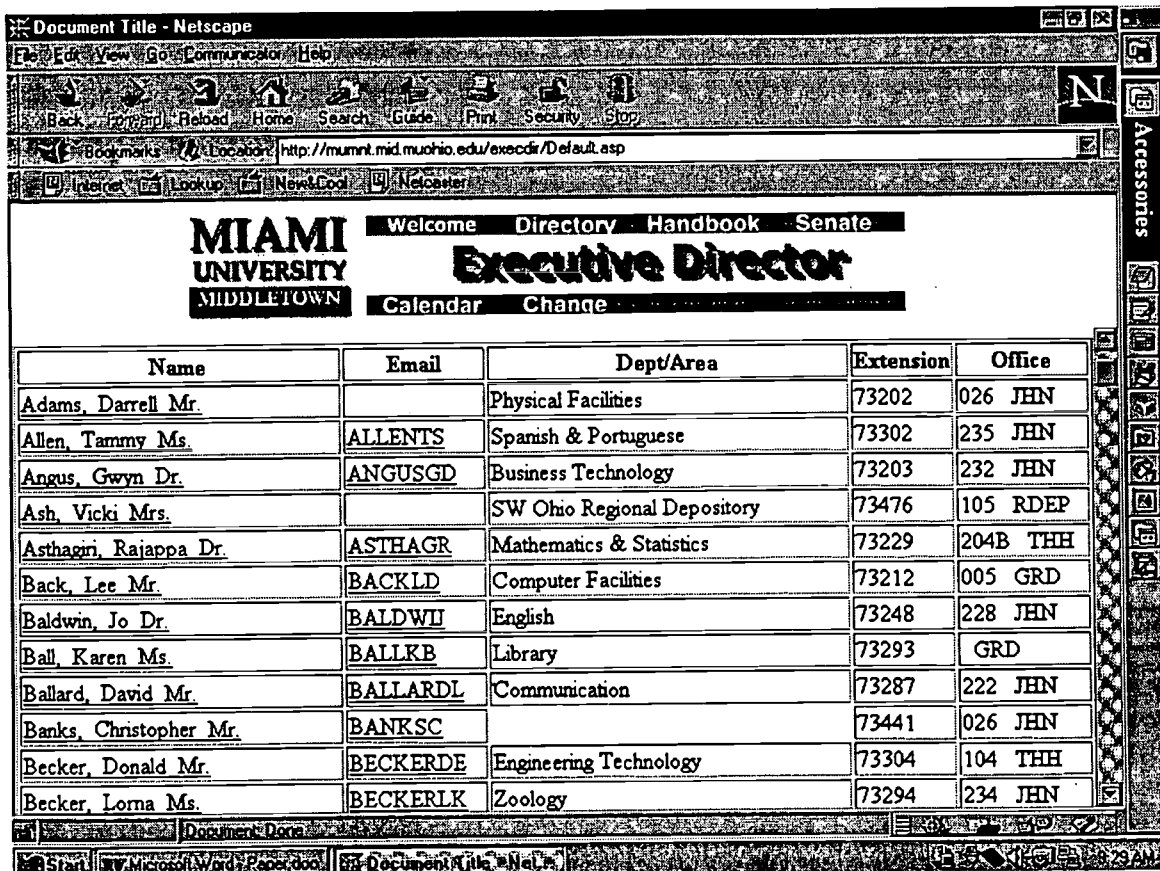 Document Title - Netscape
File Edit View Go Communicator Help
Back Forward Reload Home Search Guide Print Security Stop
N
Bookmarks Location: http://mumnt.mid.muohio.edu/execdir/Default.asp
Internet Lookup New&Cool Netcaster
Accessories
MIAMI
UNIVERSITY
MIDDLETOWN
Welcome Directory Handbook Senate
Executive Director
Calendar Change
Name Email Dept/Area Extension Office
Adams, Darrell Mr. Physical Facilities 73202 026 JHN
Allen, Tammy Ms. ALLENTS Spanish & Portuguese 73302 235 JHN
Angus, Gwyn Dr. ANGUSGD Business Technology 73203 232 JHN
Ash, Vicki Mrs. SW Ohio Regional Depository 73476 105 RDEP
Asthagiri, Rajappa Dr. ASTHAGR Mathematics & Statistics 73229 204B THH
Back, Lee Mr. BACKLD Computer Facilities 73212 005 GRD
Baldwin, Jo Dr. BALDWIJ English 73248 228 JHN
Ball, Karen Ms. BALLKB Library 73293 GRD
Ballard, David Mr. BALLARDL Communication 73287 222 JHN
Banks, Christopher Mr. BANKSC 73441 026 JHN
Becker, Donald Mr. BECKERDE Engineering Technology 73304 104 THH
Becker, Lorna Ms. BECKERLK Zoology 73294 234 JHN
Document: Done
Start Microsoft Word - Paper.doc Document Title - Nets... 8:29 AM